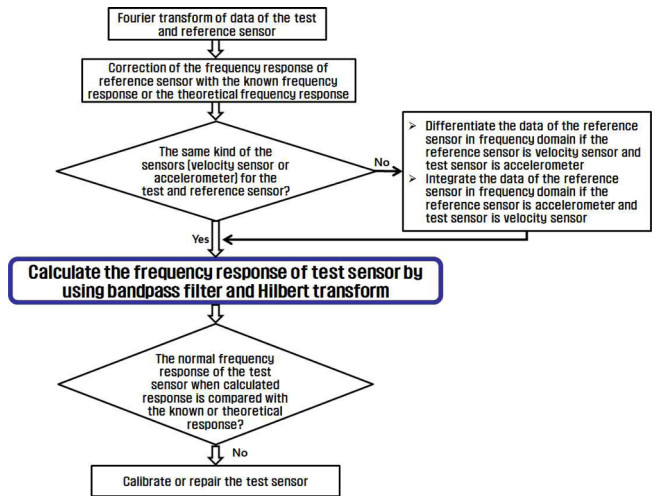 Fourier transform of data of the test
and reference sensor
Correction of the frequency response of
reference sensor with the known frequency
response or the theoretical frequency response
The same kind of the
sensors (velocity sensor or
accelerometer) for the
test and reference sensor?
No
➢ Differentiate the data of the reference
sensor in frequency domain if the
reference sensor is velocity sensor and
test sensor is accelerometer
➢ Integrate the data of the reference
sensor in frequency domain if the
reference sensor is accelerometer and
test sensor is velocity sensor
Yes
Calculate the frequency response of test sensor by
using bandpass filter and Hilbert transform
The normal frequency
response of the test
sensor when calculated
response is compared with
the known or theoretical
response?
No
Calibrate or repair the test sensor